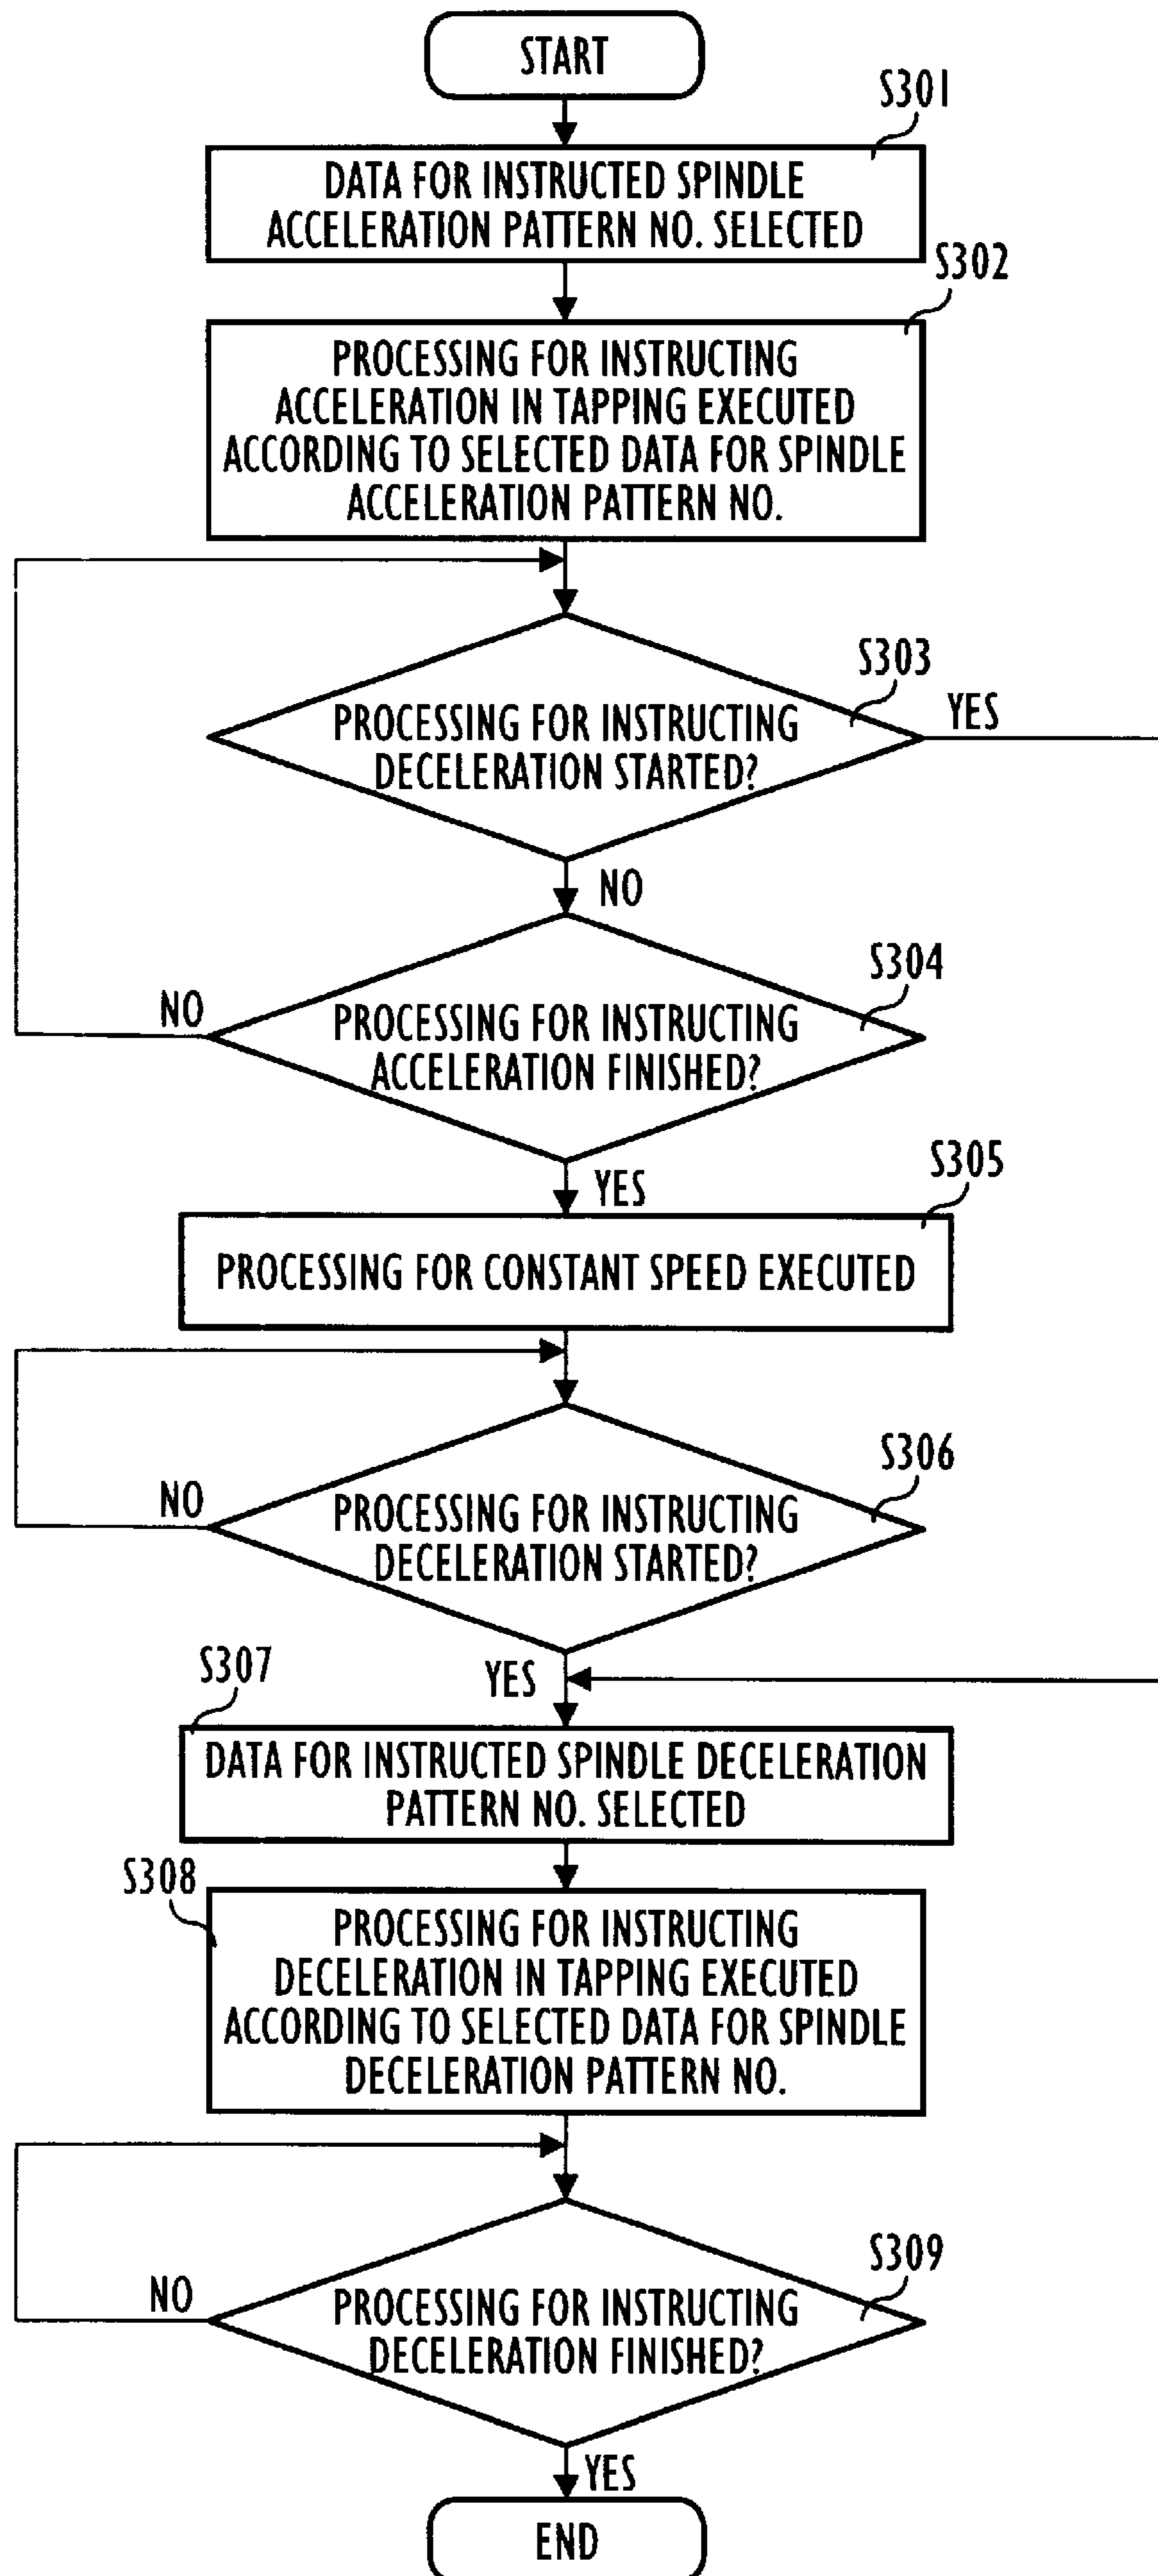 START
S301
DATA FOR INSTRUCTED SPINDLE
ACCELERATION PATTERN NO. SELECTED
S302
PROCESSING FOR INSTRUCTING
ACCELERATION IN TAPPING EXECUTED
ACCORDING TO SELECTED DATA FOR SPINDLE
ACCELERATION PATTERN NO.
S303
YES
PROCESSING FOR INSTRUCTING
DECELERATION STARTED?
NO
S304
NO
PROCESSING FOR INSTRUCTING
ACCELERATION FINISHED?
YES
S305
PROCESSING FOR CONSTANT SPEED EXECUTED
S306
NO
PROCESSING FOR INSTRUCTING
DECELERATION STARTED?
YES
S307
DATA FOR INSTRUCTED SPINDLE DECELERATION
PATTERN NO. SELECTED
S308
PROCESSING FOR INSTRUCTING
DECELERATION IN TAPPING EXECUTED
ACCORDING TO SELECTED DATA FOR SPINDLE
DECELERATION PATTERN NO.
S309
NO
PROCESSING FOR INSTRUCTING
DECELERATION FINISHED?
YES
END